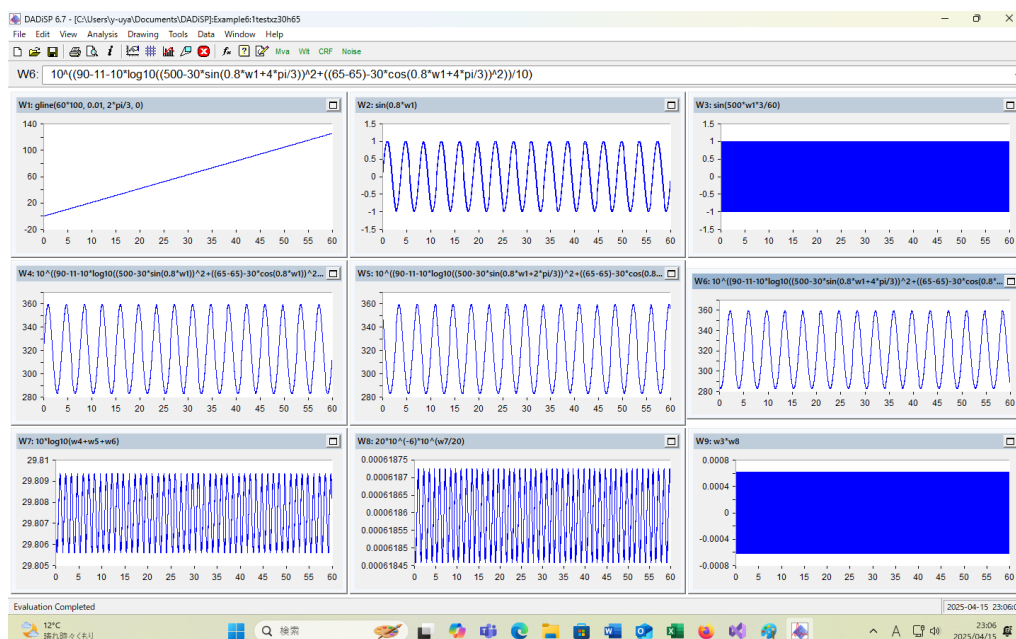 DADiSP 6.7 - [C:\Users\y-uya\Documents\DADiSP]:Example6:1testxz30h65
File Edit View Analysis Drawing Tools Data Window Help
Mva Wlt CRF Noise
W6: 10^((90-11-10*log10((500-30*sin(0.8*w1+4*pi/3))^2+((65-65)-30*cos(0.8*w1+4*pi/3))^2))/10)
W1: gline(60*100, 0.01, 2*pi/3, 0)
140
100
60
20
-20
0 5 10 15 20 25 30 35 40 45 50 55 60
W2: sin(0.8*w1)
1.5
1
0.5
0
-0.5
-1
-1.5
0 5 10 15 20 25 30 35 40 45 50 55 60
W3: sin(500*w1*3/60)
1.5
1
0.5
0
-0.5
-1
-1.5
0 5 10 15 20 25 30 35 40 45 50 55 60
W4: 10^((90-11-10*log10((500-30*sin(0.8*w1))^2+((65-65)-30*cos(0.8*w1))^2...
360
340
320
300
280
0 5 10 15 20 25 30 35 40 45 50 55 60
W5: 10^((90-11-10*log10((500-30*sin(0.8*w1+2*pi/3))^2+((65-65)-30*cos(0.8...
360
340
320
300
280
0 5 10 15 20 25 30 35 40 45 50 55 60
W6: 10^((90-11-10*log10((500-30*sin(0.8*w1+4*pi/3))^2+((65-65)-30*cos(0.8*...
360
340
320
300
280
0 5 10 15 20 25 30 35 40 45 50 55 60
W7: 10*log10(w4+w5+w6)
29.81
29.809
29.808
29.807
29.806
29.805
0 5 10 15 20 25 30 35 40 45 50 55 60
W8: 20*10^(-6)*10^(w7/20)
0.00061875
0.0006187
0.00061865
0.0006186
0.00061855
0.0006185
0.00061845
0 5 10 15 20 25 30 35 40 45 50 55 60
W9: w3*w8
0.0008
0.0004
0
-0.0004
-0.0008
0 5 10 15 20 25 30 35 40 45 50 55 60
Evaluation Completed
2025-04-15 23:06:0
12°C
晴れ時々くもり
検索
A
23:06
2025/04/15